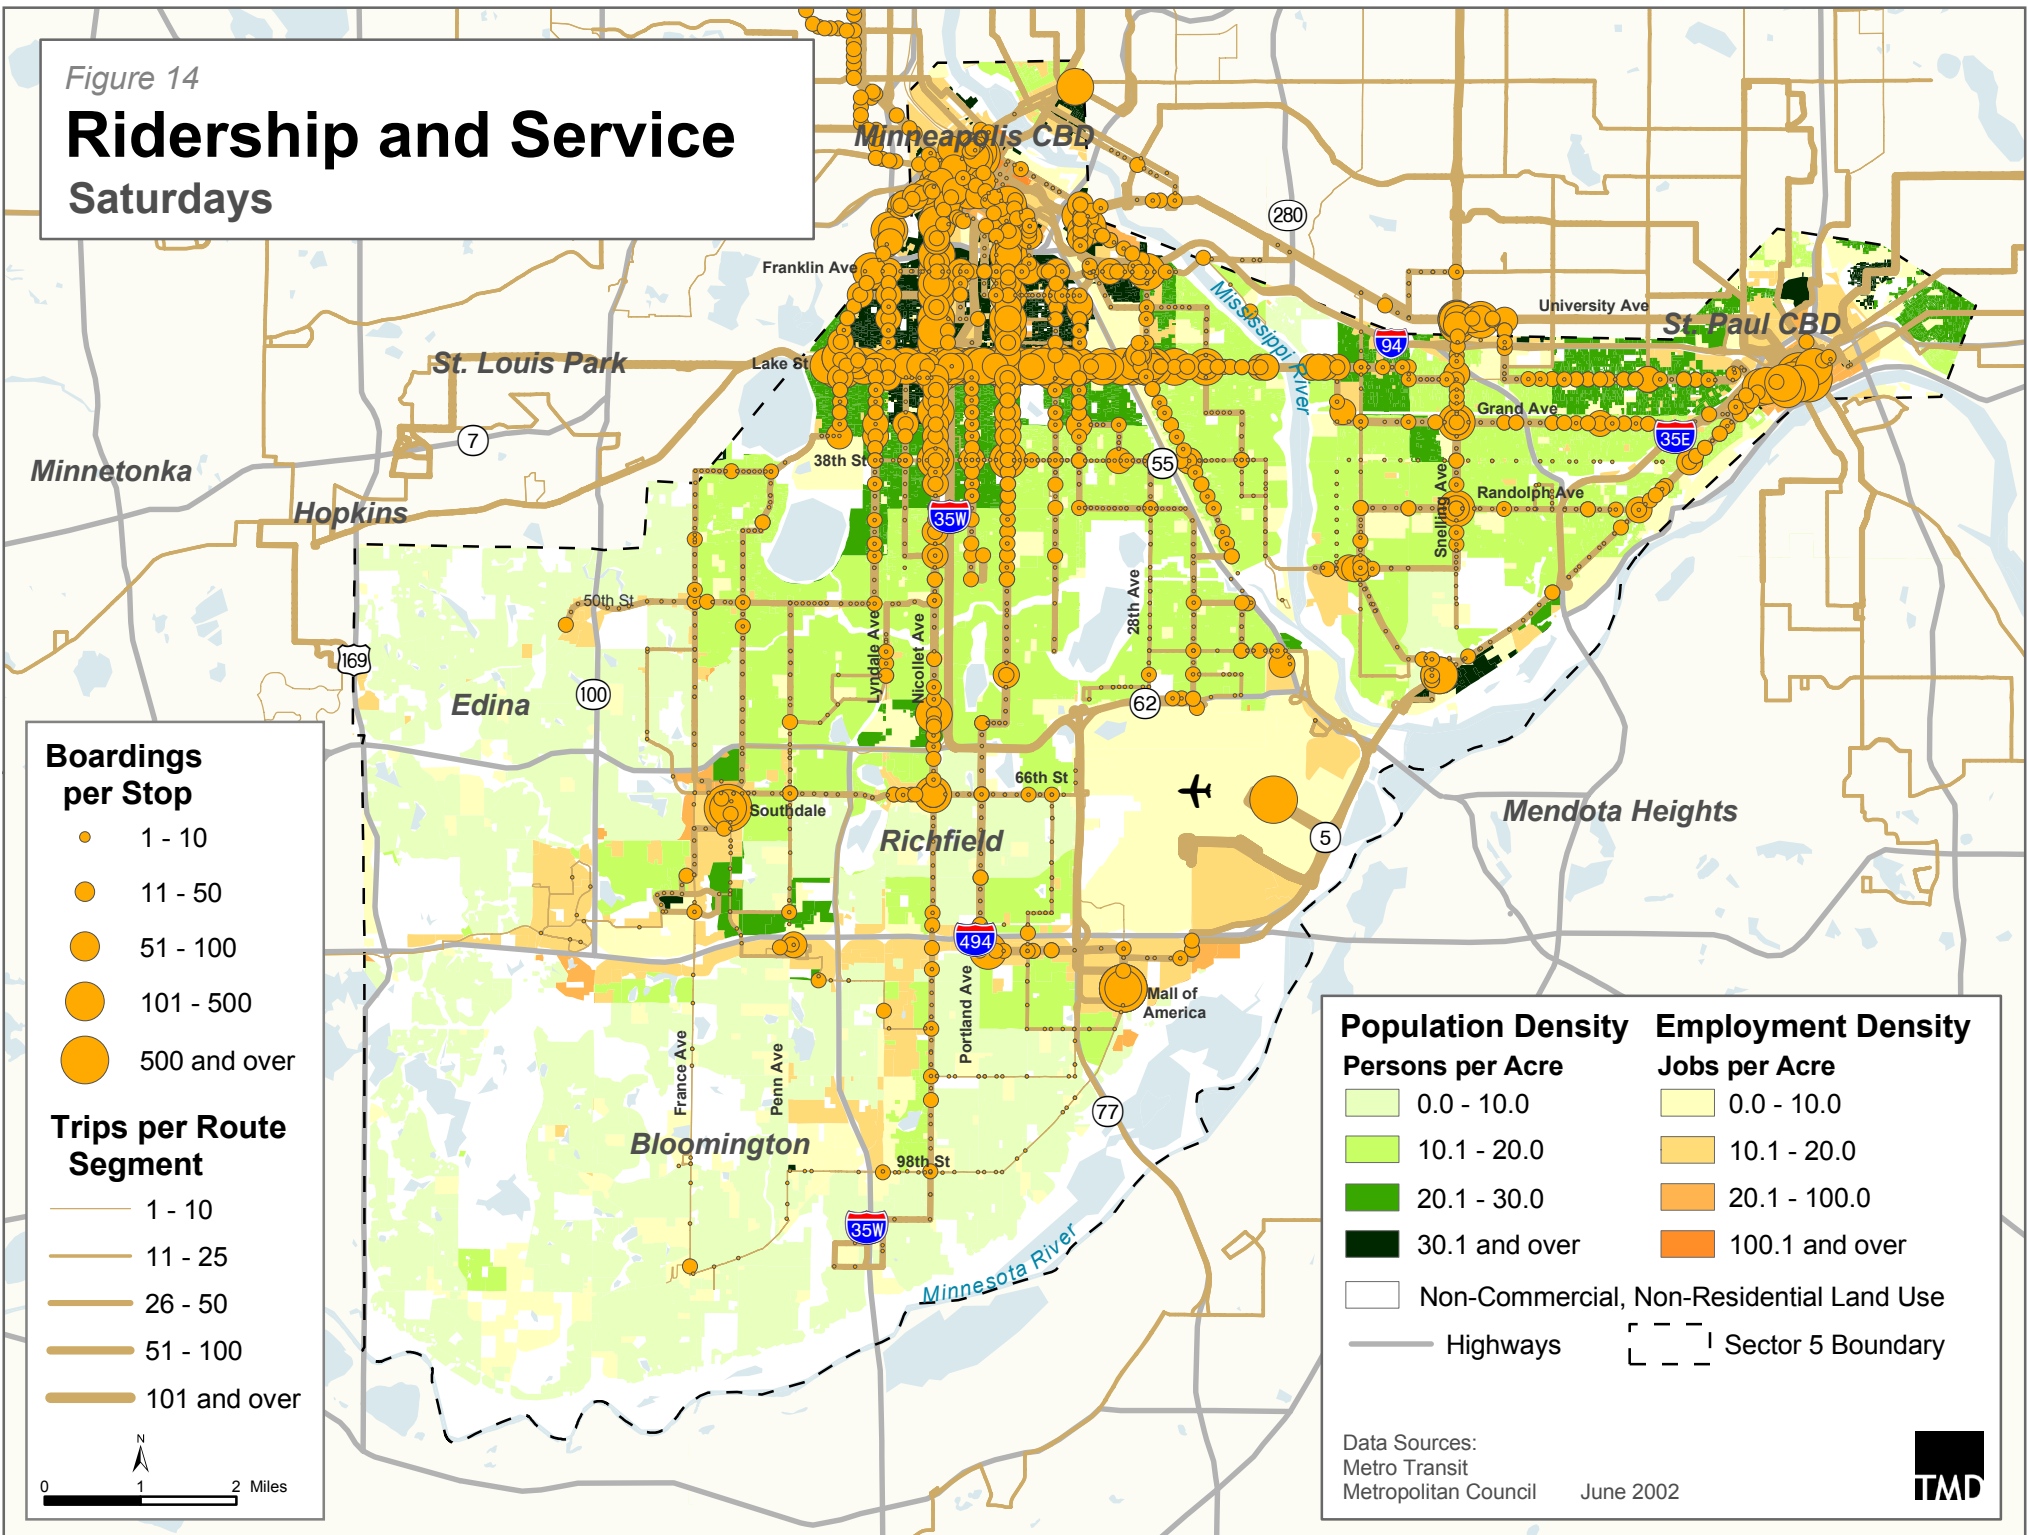 Figure 14
Ridership and Service
Saturdays
Minneapolis CBD
280
Franklin Ave
Mississippi River
University Ave
St. Paul CBD
94
St. Louis Park
Lake St
Grand Ave
35E
7
38th St
55
Minnetonka
Snelling Ave
Randolph Ave
Hopkins
35W
50th St
28th Ave
Lyndale Ave
Nicollet Ave
169
100
Edina
62
66th St
Southdale
Richfield
5
Mendota Heights
494
Portland Ave
Mall of
America
France Ave
Penn Ave
77
Bloomington
98th St
35W
Minnesota River
Boardings
per Stop
1 - 10
11 - 50
51 - 100
101 - 500
500 and over
Trips per Route
Segment
1 - 10
11 - 25
26 - 50
51 - 100
101 and over
N
0 1 2 Miles
Population Density Employment Density
Persons per Acre Jobs per Acre
0.0 - 10.0 0.0 - 10.0
10.1 - 20.0 10.1 - 20.0
20.1 - 30.0 20.1 - 100.0
30.1 and over 100.1 and over
Non-Commercial, Non-Residential Land Use
Highways Sector 5 Boundary
Data Sources:
Metro Transit
Metropolitan Council June 2002
TMD